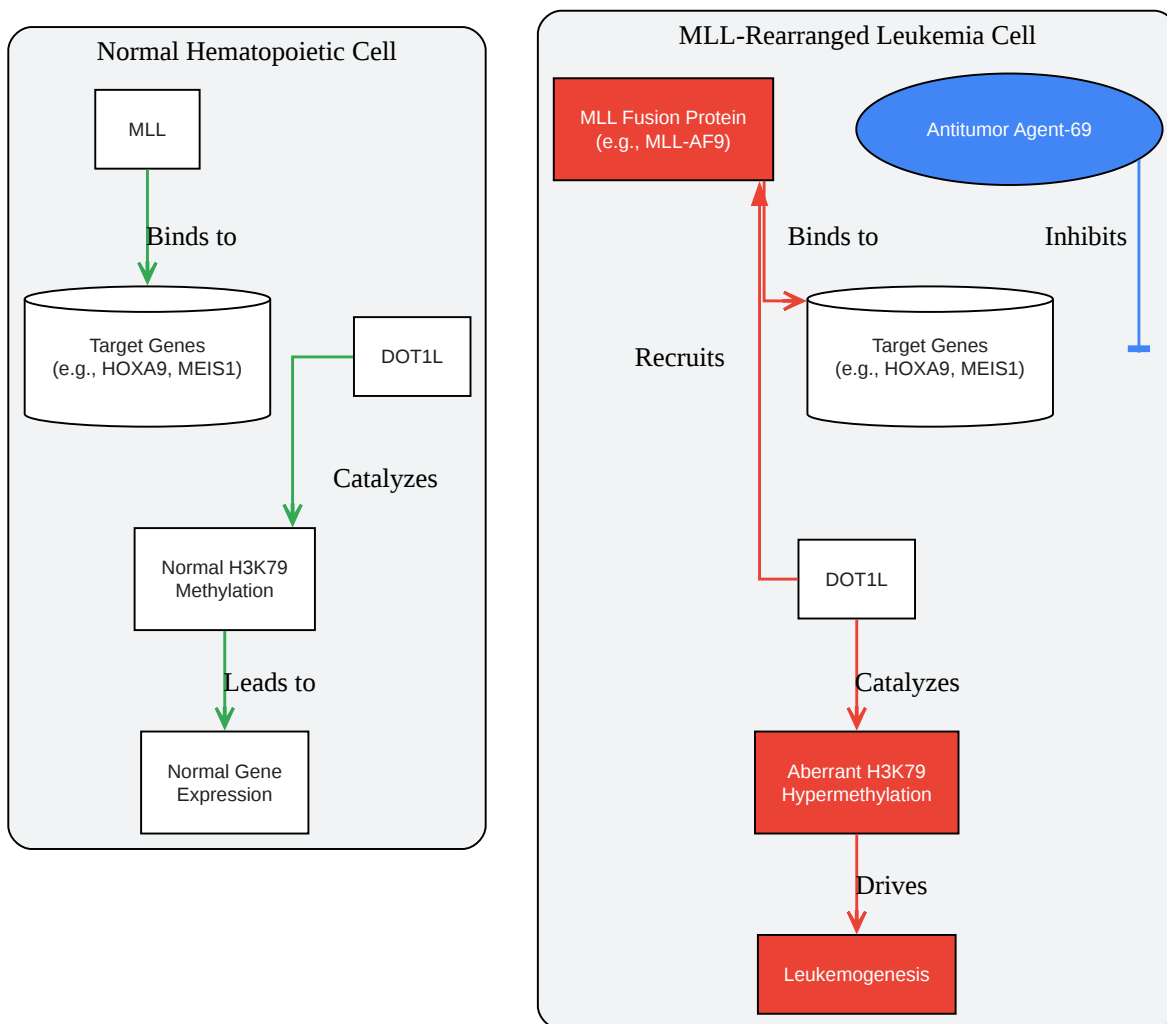 Normal Hematopoietic Cell
MLL
Binds to
Target Genes
(e.g., HOXA9, MEIS1)
DOT1L
Catalyzes
Normal H3K79
Methylation
Leads to
Normal Gene
Expression
MLL-Rearranged Leukemia Cell
MLL Fusion Protein
(e.g., MLL-AF9)
Antitumor Agent-69
Binds to
Inhibits
Recruits
Target Genes
(e.g., HOXA9, MEIS1)
DOT1L
Catalyzes
Aberrant H3K79
Hypermethylation
Drives
Leukemogenesis